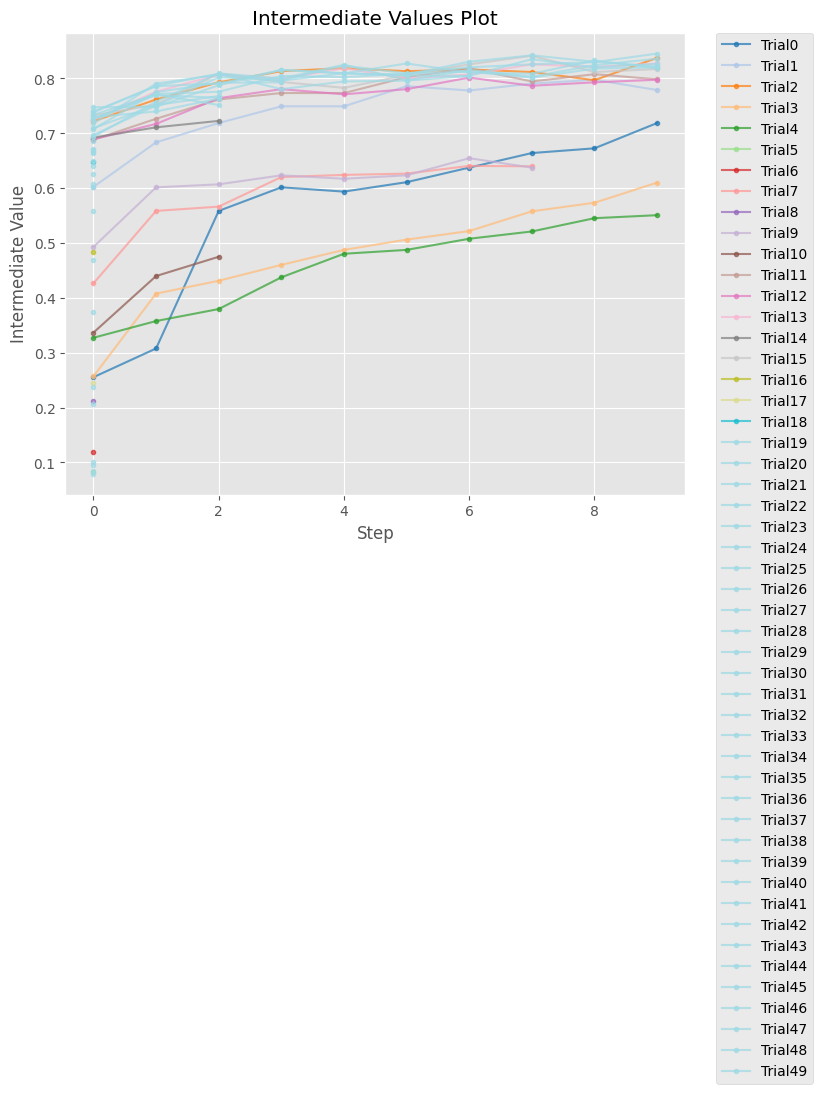 Intermediate Values Plot
Intermediate Value
0.8
0.7
0.6
0.5
0.4
0.3
0.2
0.1
0
2
4
6
8
Step
Trial0
Trial1
Trial2
Trial3
Trial4
Trial5
Trial6
Trial7
Trial8
Trial9
Trial10
Trial11
Trial12
Trial13
Trial14
Trial15
Trial16
Trial17
Trial18
Trial19
Trial20
Trial21
Trial22
Trial23
Trial24
Trial25
Trial26
Trial27
Trial28
Trial29
Trial30
Trial31
Trial32
Trial33
Trial34
Trial35
Trial36
Trial37
Trial38
Trial39
Trial40
Trial41
Trial42
Trial43
Trial44
Trial45
Trial46
Trial47
Trial48
Trial49